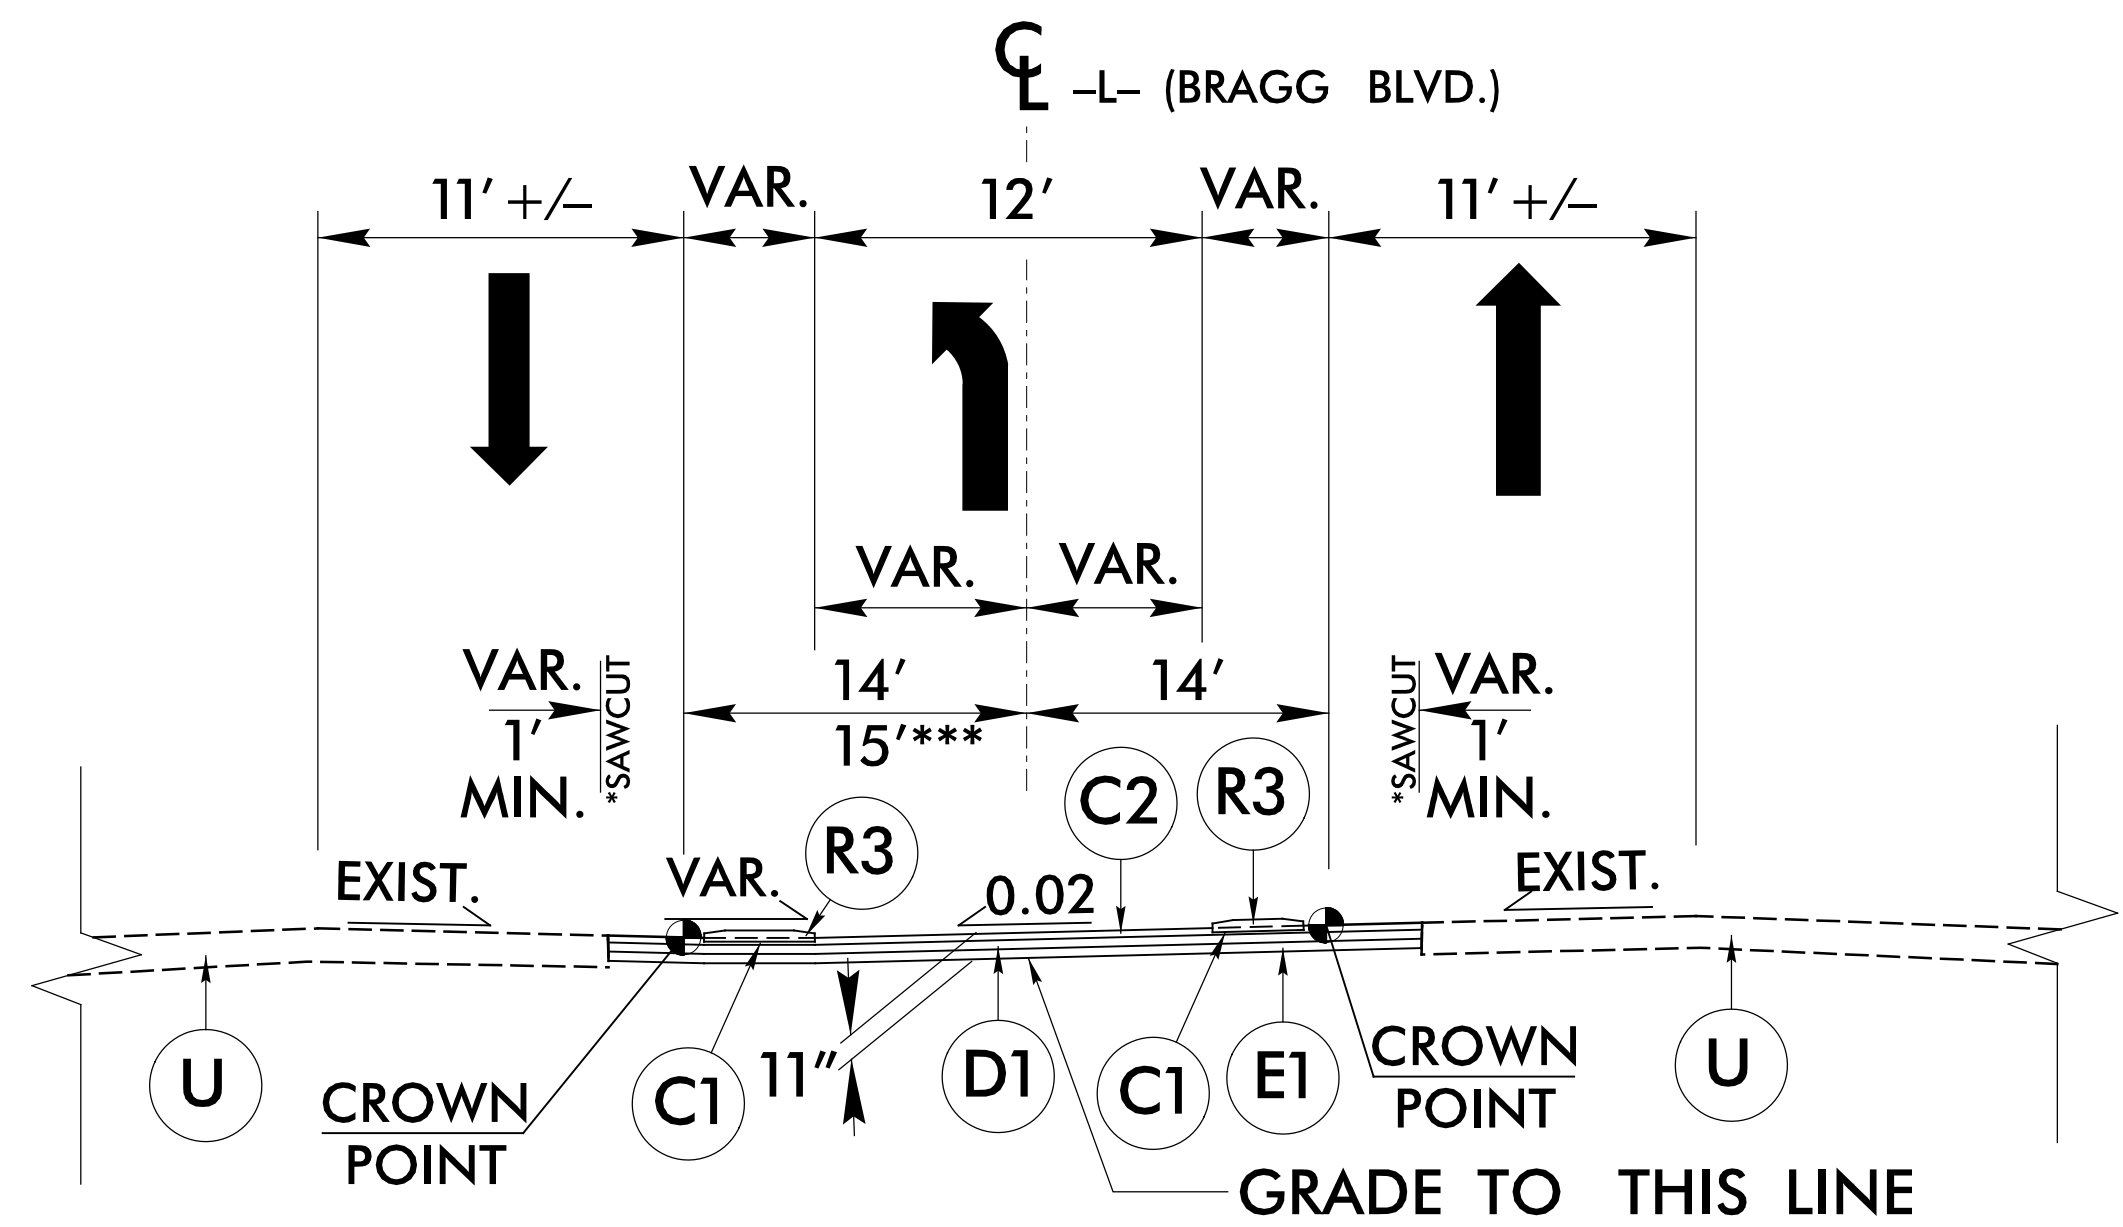 CL -L- (BRAGG BLVD.)
11' +/-
VAR.
12'
VAR.
11' +/-
VAR.
VAR.
VAR.
1'
MIN.
*SAWCUT
14'
15'***
14'
*SAWCUT
VAR.
1'
MIN.
EXIST.
VAR.
R3
0.02
C2
R3
EXIST.
U
CROWN
POINT
C1
11"
D1
C1
E1
CROWN
POINT
U
GRADE TO THIS LINE